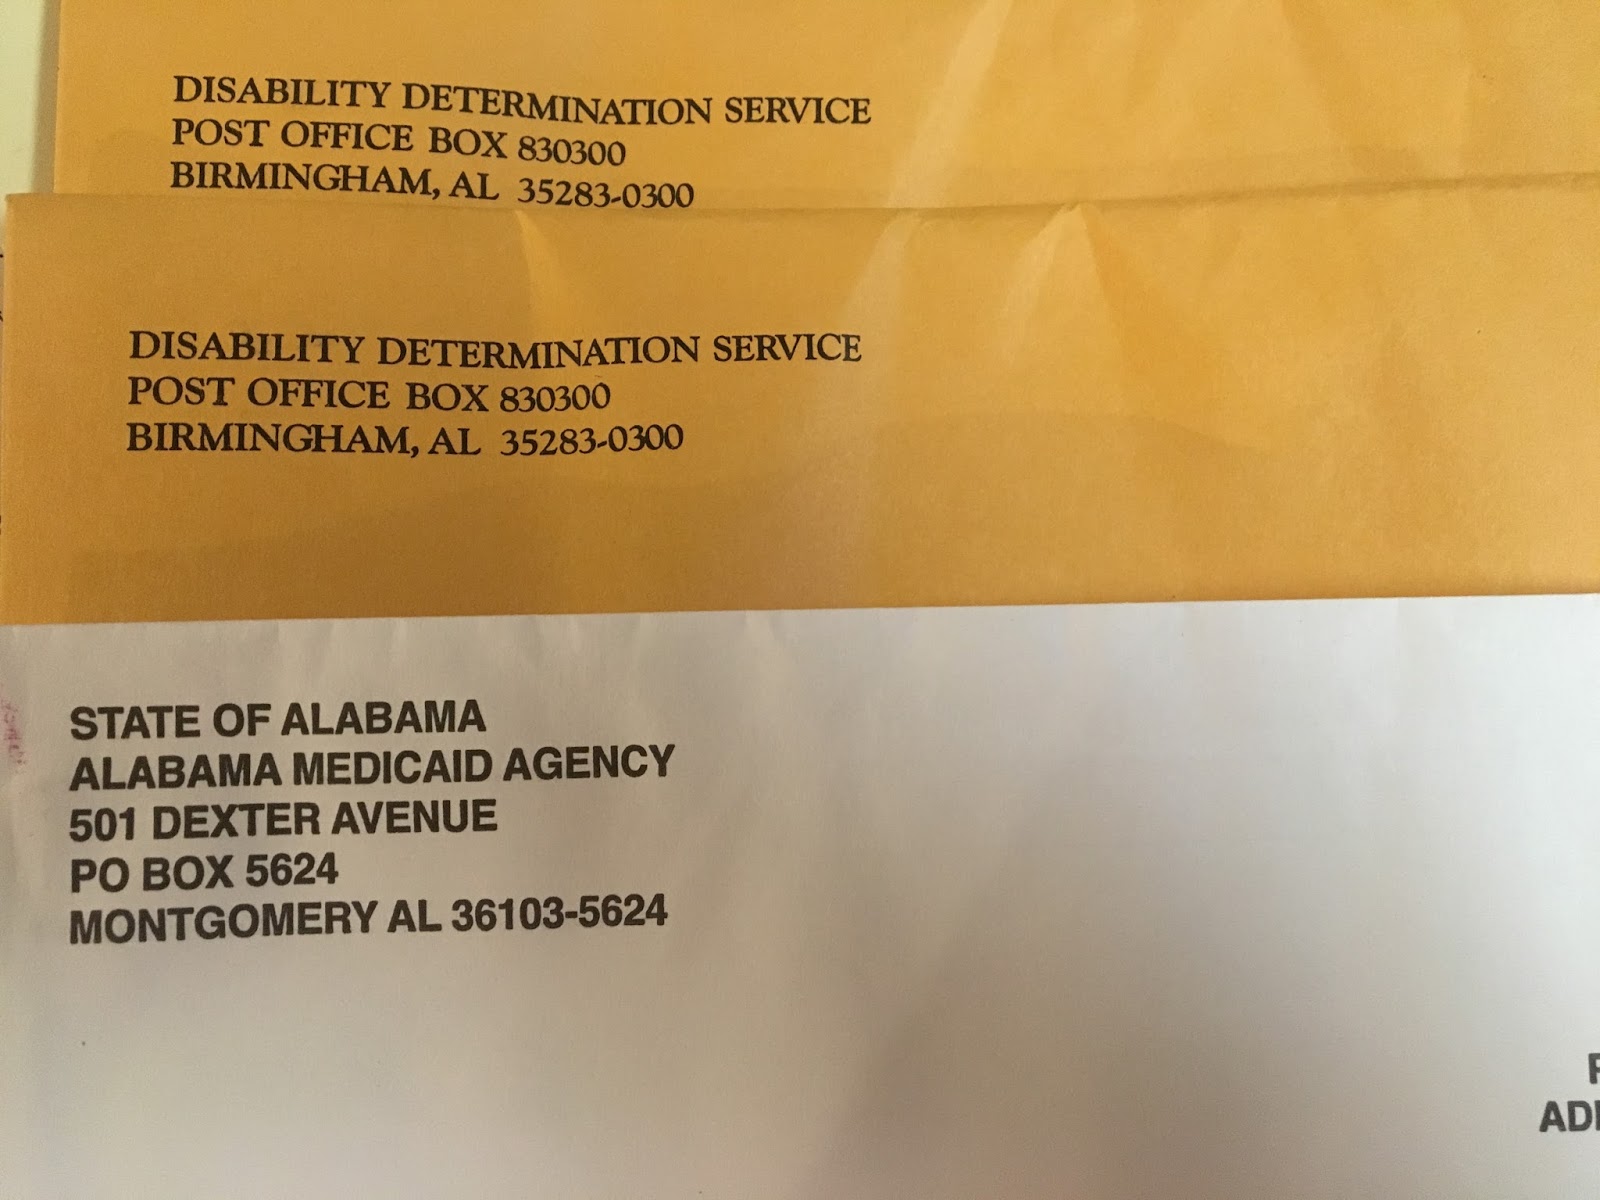 DISABILITY DETERMINATION SERVICE
POST OFFICE BOX 830300
BIRMINGHAM, AL 35283-0300
DISABILITY DETERMINATION SERVICE
POST OFFICE BOX 830300
BIRMINGHAM, AL 35283-0300
STATE OF ALABAMA
ALABAMA MEDICAID AGENCY
501 DEXTER AVENUE
PO BOX 5624
MONTGOMERY AL 36103-5624